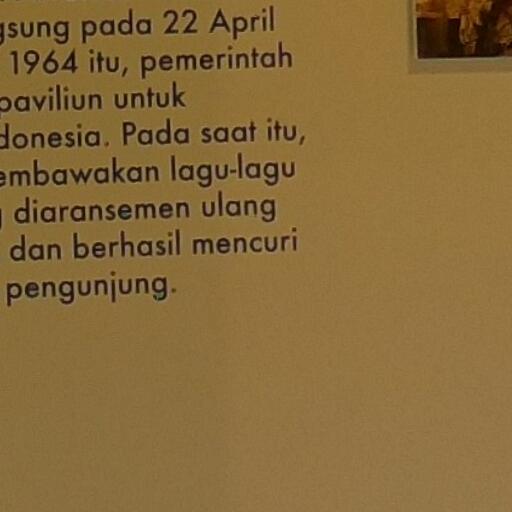 gsung pada 22 April
1964 itu, pemerintah
paviliun untuk
donesia. Pada saat itu,
embawakan lagu-lagu
g diaransemen ulang
dan berhasil mencuri
pengunjung.